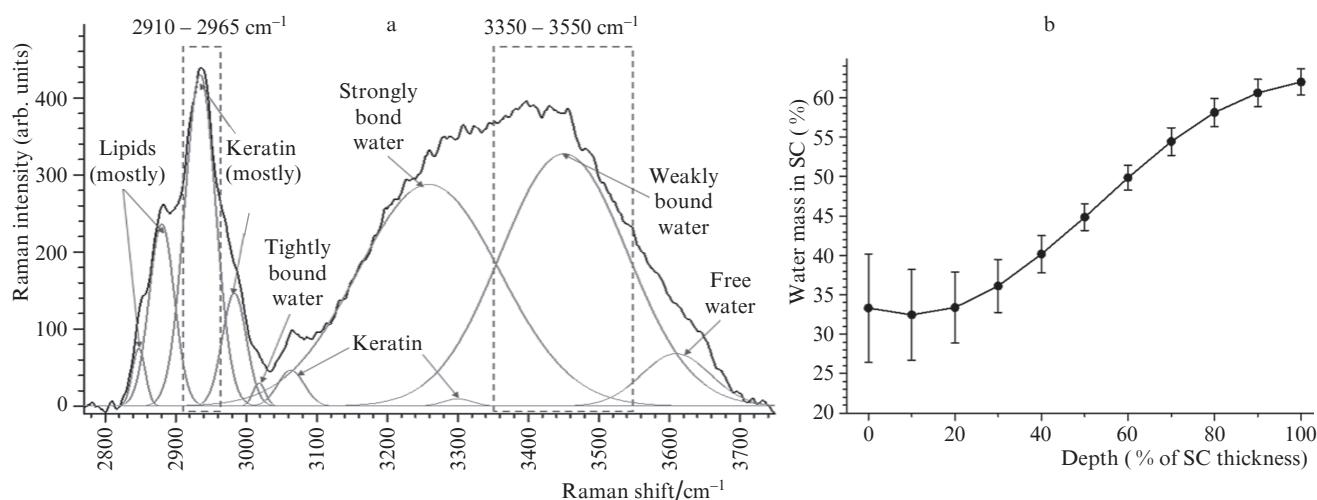 2910 – 2965 cm⁻¹
a
3350 – 3550 cm⁻¹
Raman intensity (arb. units)
400
300
200
100
0
Lipids
(mostly)
Keratin
(mostly)
Strongly
bond
water
Weakly
bound
water
Tightly
bound
water
Free
water
Keratin
2800
2900
3000
3100
3200
3300
3400
3500
3600
3700
Raman shift/cm⁻¹
b
Water mass in SC (%)
60
55
50
45
40
35
30
25
20
0
20
40
60
80
100
Depth (% of SC thickness)